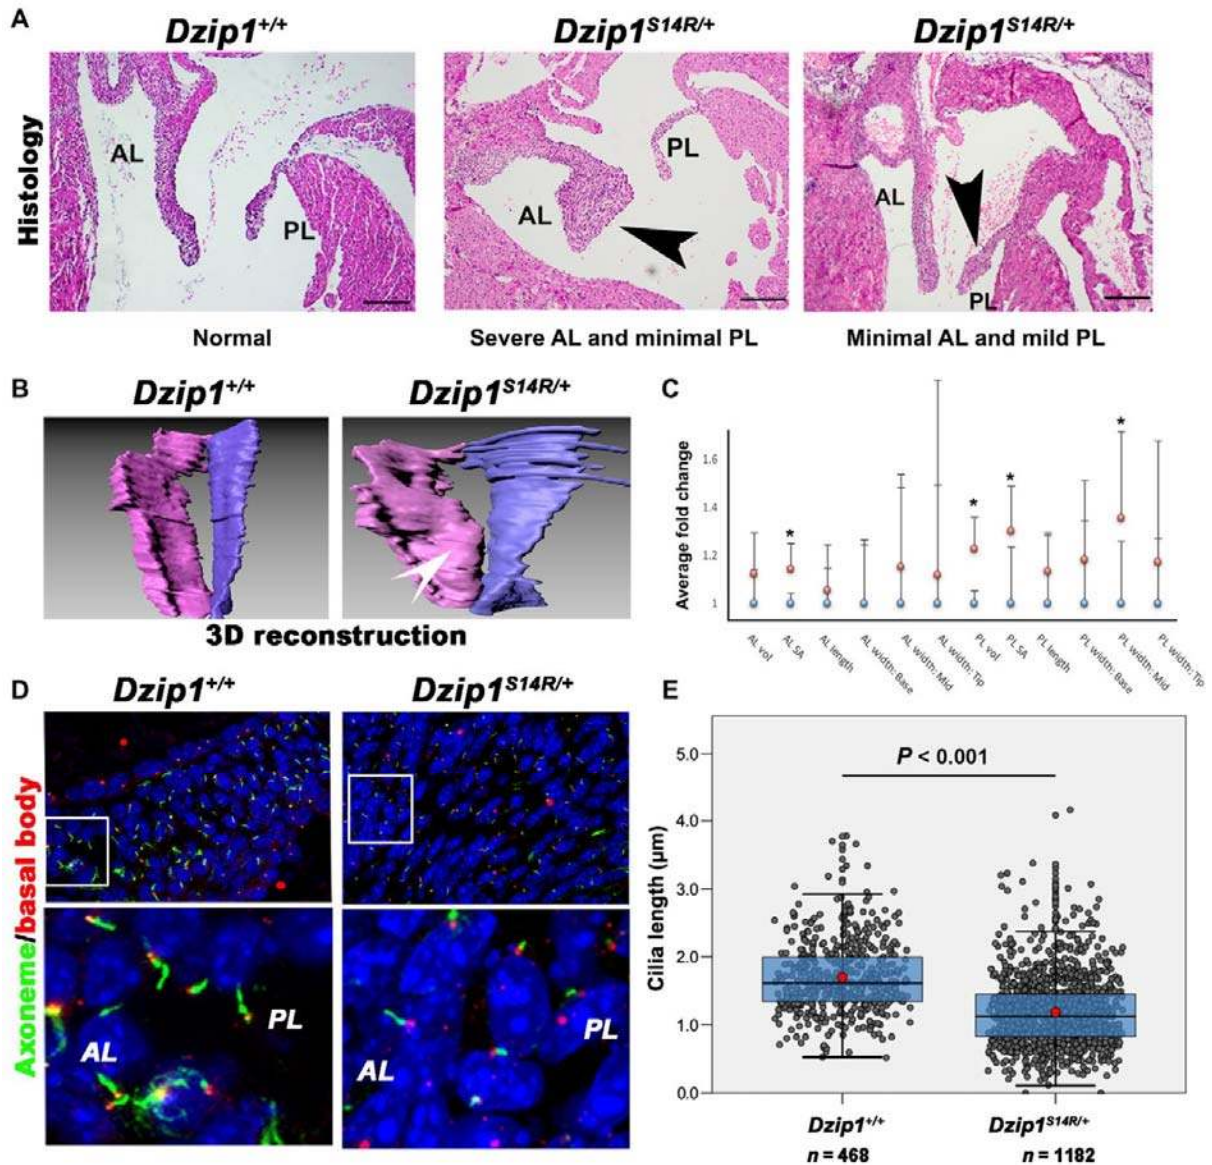 A
Dzip1+/+
Dzip1S14R/+
Dzip1S14R/+
Histology
AL
PL
AL
PL
AL
PL
Normal
Severe AL and minimal PL
Minimal AL and mild PL
B
Dzip1+/+
Dzip1S14R/+
3D reconstruction
C
Average fold change
1.6
1.4
1.2
1
*
*
*
*
AL vol
AL SA
AL length
AL width: Base
AL width: Mid
AL width: Tip
PL vol
PL SA
PL length
PL width: Base
PL width: Mid
PL width: Tip
D
Dzip1+/+
Dzip1S14R/+
Axoneme/basal body
AL
PL
AL
PL
E
Cilia length (μm)
5.0
4.0
3.0
2.0
1.0
0.0
P < 0.001
Dzip1+/+
Dzip1S14R/+
n = 468
n = 1182